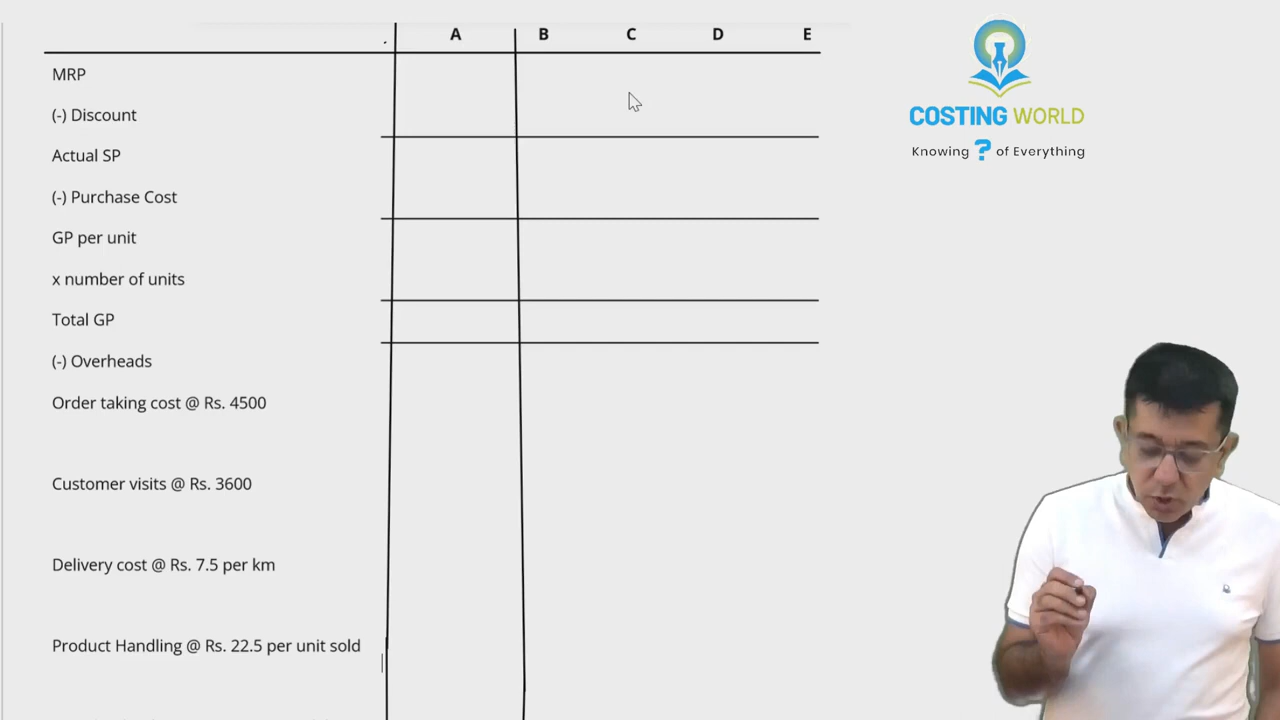 A B C D E
MRP
(-) Discount
Actual SP
(-) Purchase Cost
GP per unit
x number of units
Total GP
(-) Overheads
Order taking cost @ Rs. 4500
Customer visits @ Rs. 3600
Delivery cost @ Rs. 7.5 per km
Product Handling @ Rs. 22.5 per unit sold
COSTING WORLD
Knowing ? of Everything